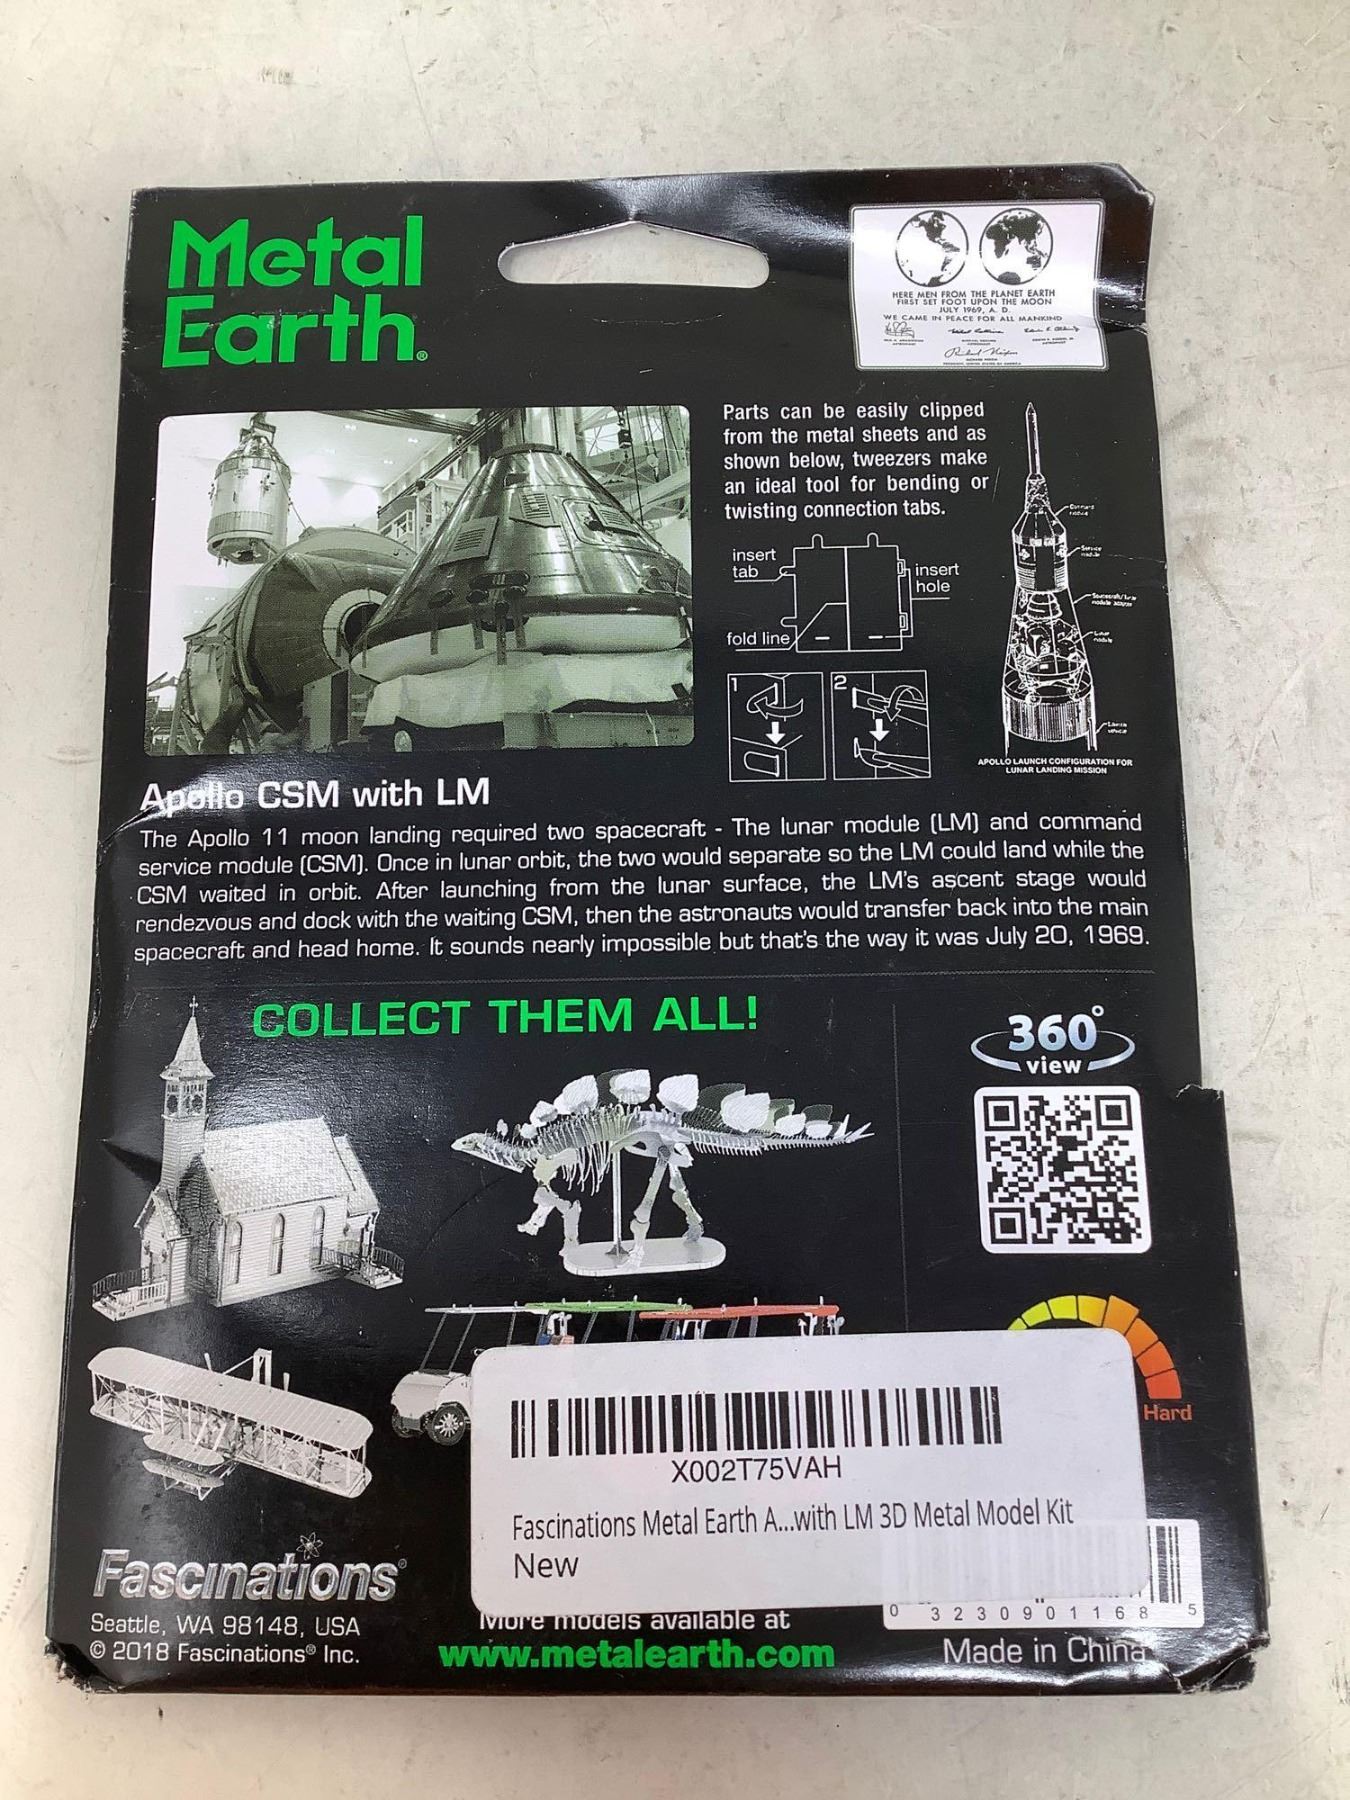 Metal
Earth®
HERE MEN FROM THE PLANET EARTH
FIRST SET FOOT UPON THE MOON
JULY 1969, A. D.
WE CAME IN PEACE FOR ALL MANKIND
Parts can be easily clipped
from the metal sheets and as
shown below, tweezers make
an ideal tool for bending or
twisting connection tabs.
insert
tab
insert
hole
fold line
1
2
APOLLO LAUNCH CONFIGURATION FOR
LUNAR LANDING MISSION
Apollo CSM with LM
The Apollo 11 moon landing required two spacecraft - The lunar module (LM) and command
service module (CSM). Once in lunar orbit, the two would separate so the LM could land while the
CSM waited in orbit. After launching from the lunar surface, the LM's ascent stage would
rendezvous and dock with the waiting CSM, then the astronauts would transfer back into the main
spacecraft and head home. It sounds nearly impossible but that's the way it was July 20, 1969.
COLLECT THEM ALL!
360°
view
Hard
X002T75VAH
Fascinations Metal Earth A...with LM 3D Metal Model Kit
New
Fascinations®
Seattle, WA 98148, USA
© 2018 Fascinations® Inc.
More models available at
www.metalearth.com
0 32309 01168 5
Made in China